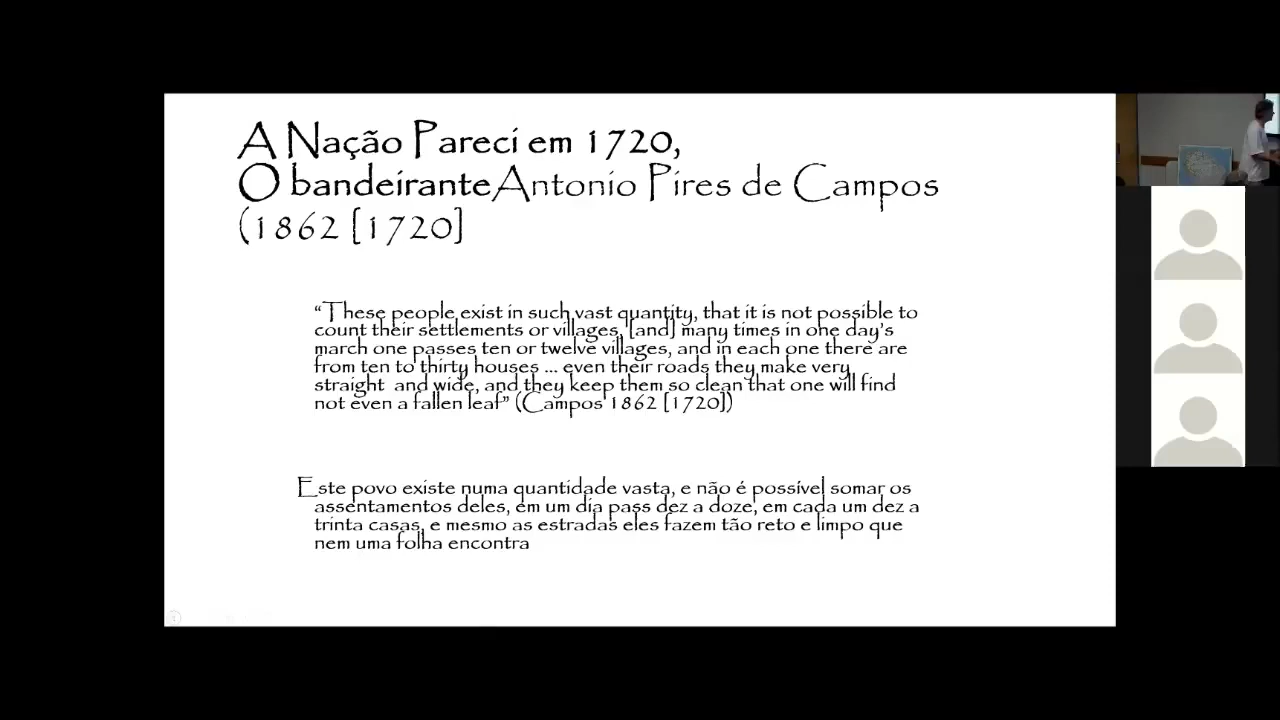 A Nação Pareci em 1720,
O bandeiranteAntonio Pires de Campos
(1862 [1720]
“These people exist in such vast quantity, that it is not possible to
count their settlements or villages, [and] many times in one day’s
march one passes ten or twelve villages, and in each one there are
from ten to thirty houses ... even their roads they make very
straight and wide, and they keep them so clean that one will find
not even a fallen leaf” (Campos 1862 [1720])
Este povo existe numa quantidade vasta, e não é possível somar os
assentamentos deles, em um dia pass dez a doze, em cada um dez a
trinta casas, e mesmo as estradas eles fazem tão reto e limpo que
nem uma folha encontra